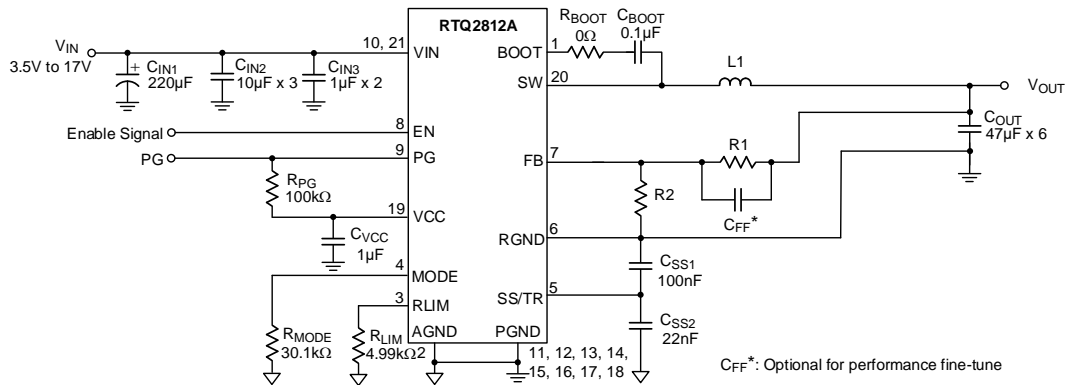 RTQ2812A
VIN
3.5V to 17V
CIN1
220µF
CIN2
10µF x 3
CIN3
1µF x 2
10, 21
VIN
BOOT
1
RBOOT
0Ω
CBOOT
0.1µF
SW
20
L1
VOUT
COUT
47µF x 6
Enable Signal
8
EN
PG
9
PG
RPG
100kΩ
19
VCC
CVCC
1µF
FB
7
R1
R2
CFF*
RGND
6
CSS1
100nF
4
MODE
RMODE
30.1kΩ
3
RLIM
RLIM
4.99kΩ
SS/TR
5
CSS2
22nF
AGND
2
PGND
11, 12, 13, 14,
15, 16, 17, 18
CFF*: Optional for performance fine-tune